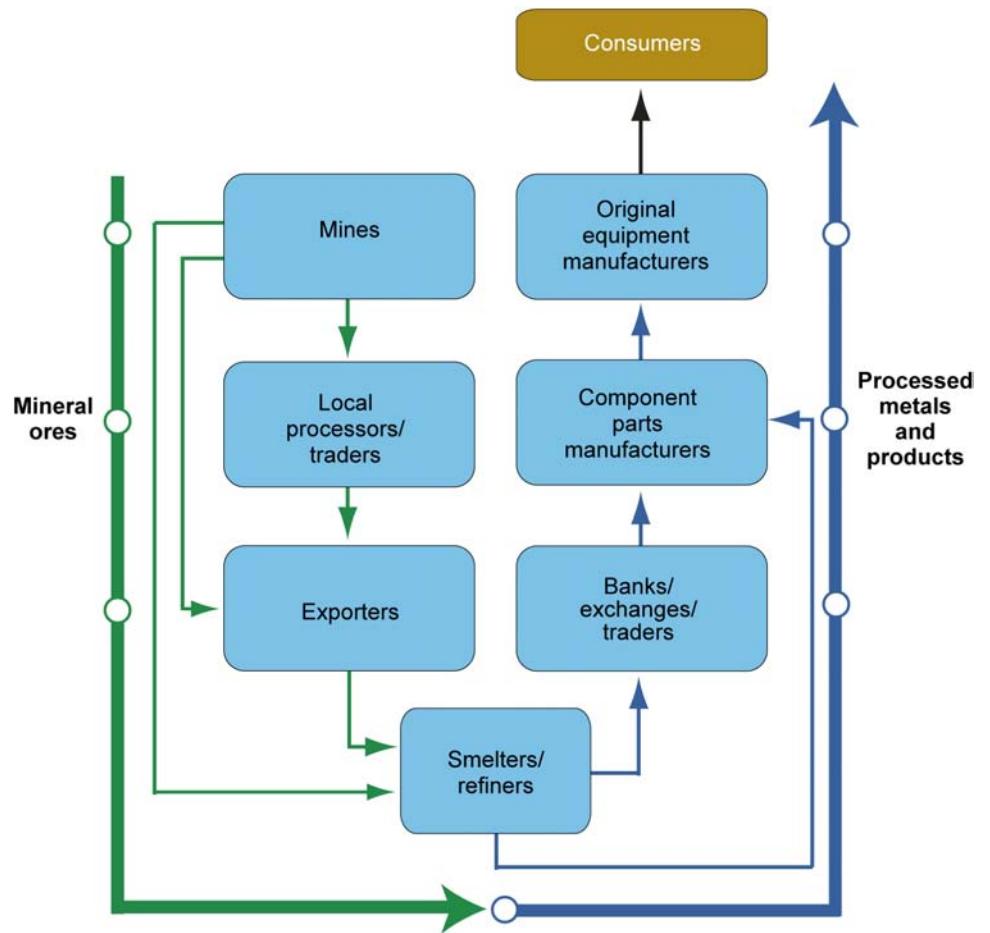 Consumers
Mines
Original
equipment
manufacturers
Mineral
ores
Local
processors/
traders
Component
parts
manufacturers
Processed
metals
and
products
Exporters
Banks/
exchanges/
traders
Smelters/
refiners